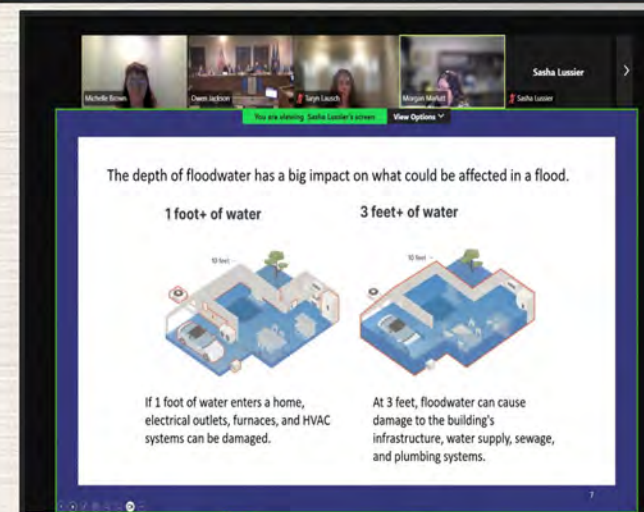 Sasha Lussier
Michelle Brown
Owen Jackson
Taryn Lausch
Morgan Markatt
Sasha Lussier
You are viewing Sasha Lussier's screen
View Options
The depth of floodwater has a big impact on what could be affected in a flood.
1 foot+ of water
3 feet+ of water
10 feet
10 feet
If 1 foot of water enters a home,
electrical outlets, furnaces, and HVAC
systems can be damaged.
At 3 feet, floodwater can cause
damage to the building's
infrastructure, water supply, sewage,
and plumbing systems.
7